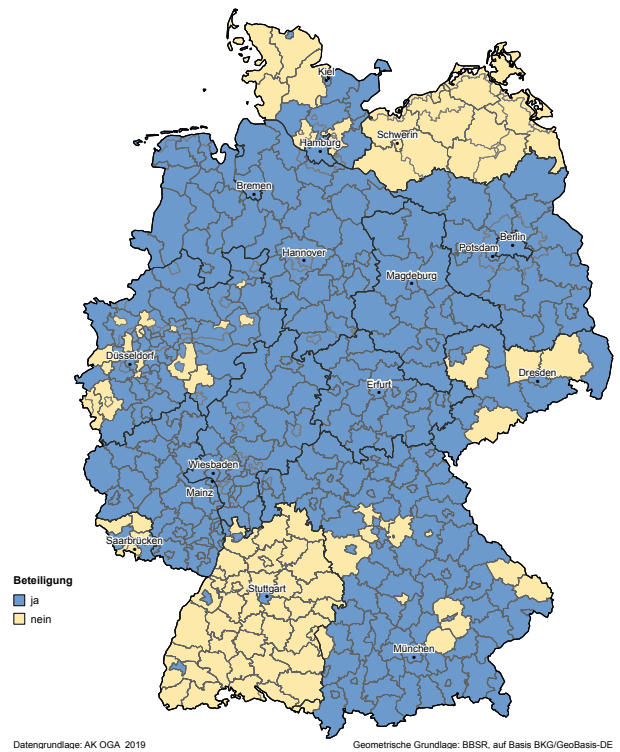 Kiel
Schwerin
Hamburg
Bremen
Berlin
Potsdam
Hannover
Magdeburg
Düsseldorf
Erfurt
Dresden
Wiesbaden
Mainz
Saarbrücken
Stuttgart
München
Beteiligung
ja
nein
Datengrundlage: AK OGA 2019
Geometrische Grundlage: BBSR, auf Basis BKG/GeoBasis-DE